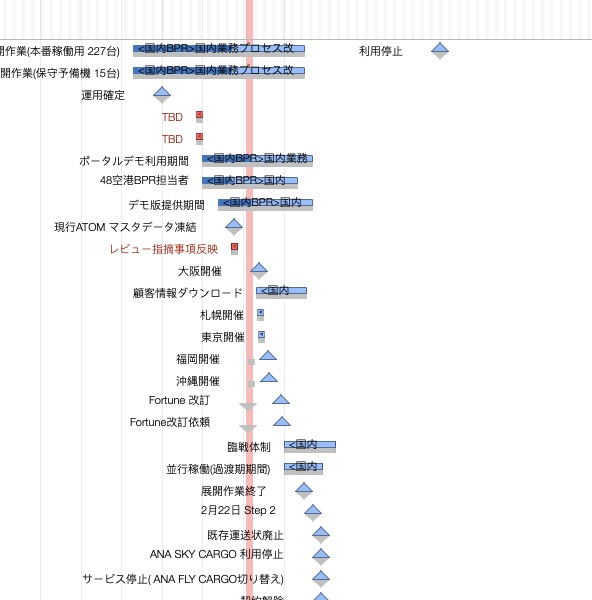 開作業(本番稼働用 227台) <国内BPR>国内業務プロセス改 利用停止
開作業(保守予備機 15台) <国内BPR>国内業務プロセス改
運用確定
TBD
TBD
ポータルデモ利用期間 <国内BPR>国内業務
48空港BPR担当者 <国内BPR>国内
デモ版提供期間 <国内BPR>国内
現行ATOM マスタデータ凍結
レビュー指摘事項反映
大阪開催
顧客情報ダウンロード <国内
札幌開催 <
東京開催 <
福岡開催
沖縄開催
Fortune 改訂
Fortune改訂依頼
臨戦体制 <国内
並行稼働(過渡期期間) <国内
展開作業終了
2月22日 Step 2
既存運送状廃止
ANA SKY CARGO 利用停止
サービス停止( ANA FLY CARGO切り替え)
契約解除